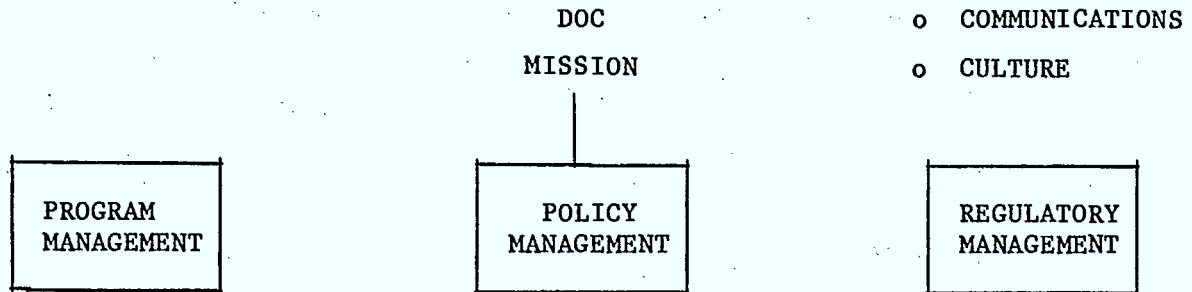 DOC
MISSION
o COMMUNICATIONS
o CULTURE
PROGRAM
MANAGEMENT
POLICY
MANAGEMENT
REGULATORY
MANAGEMENT